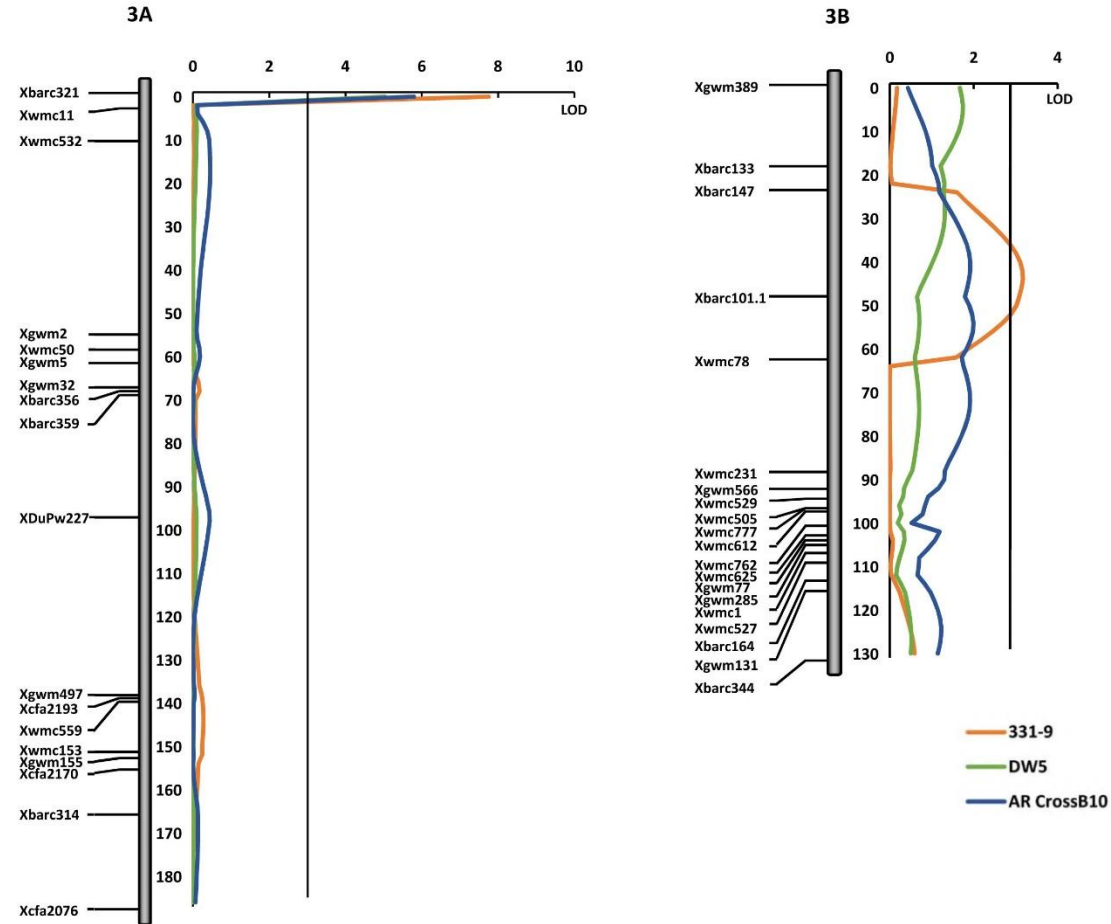 3A
0 2 4 6 8 10
LOD
Xbarc321
Xwmc11
Xwmc532
Xgwm2
Xwmc50
Xgwm5
Xgwm32
Xbarc356
Xbarc359
XDuPw227
Xgwm497
Xcfa2193
Xwmc559
Xwmc153
Xgwm155
Xcfa2170
Xbarc314
Xcfa2076
0
10
20
30
40
50
60
70
80
90
100
110
120
130
140
150
160
170
180
3B
0 2 4
LOD
Xgwm389
Xbarc133
Xbarc147
Xbarc101.1
Xwmc78
Xwmc231
Xgwm566
Xwmc529
Xwmc505
Xwmc777
Xwmc612
Xwmc762
Xwmc625
Xgwm77
Xgwm285
Xwmc1
Xwmc527
Xbarc164
Xgwm131
Xbarc344
0
10
20
30
40
50
60
70
80
90
100
110
120
130
331-9
DW5
AR CrossB10